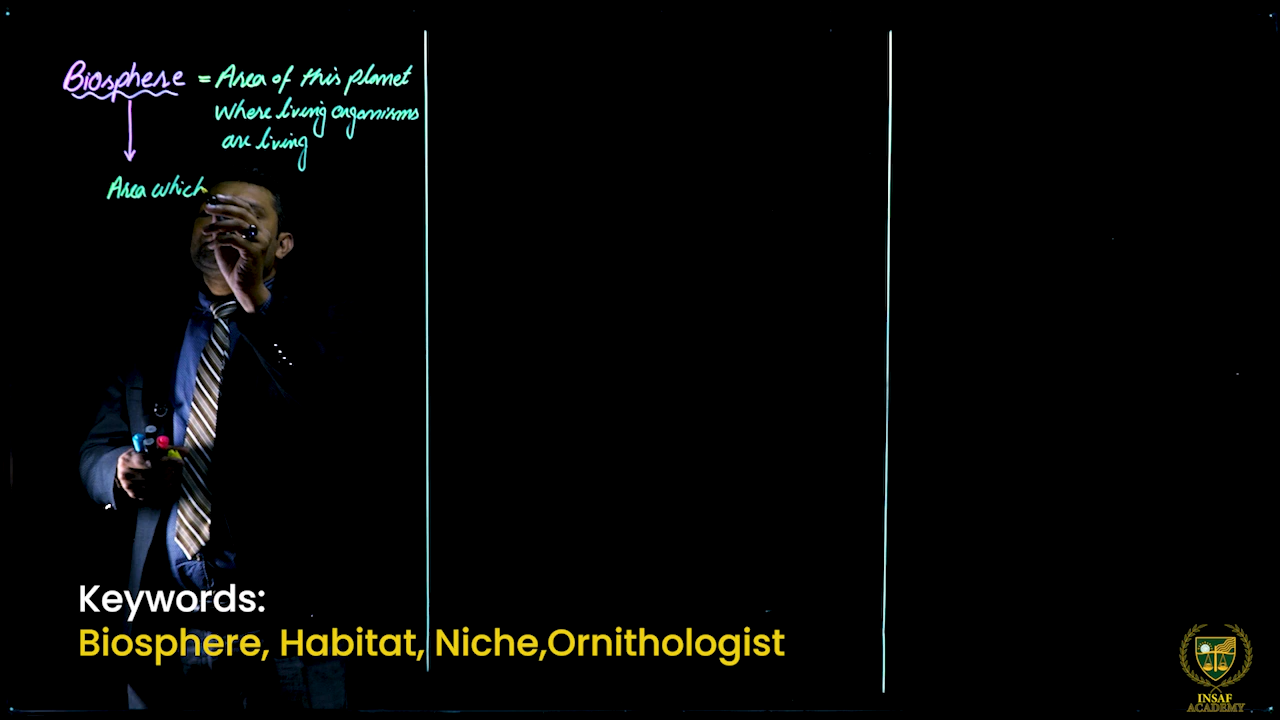 Biosphere = Area of this planet
where living organisms
are living
Area which
Keywords:
Biosphere, Habitat, Niche,Ornithologist
INSAF
ACADEMY